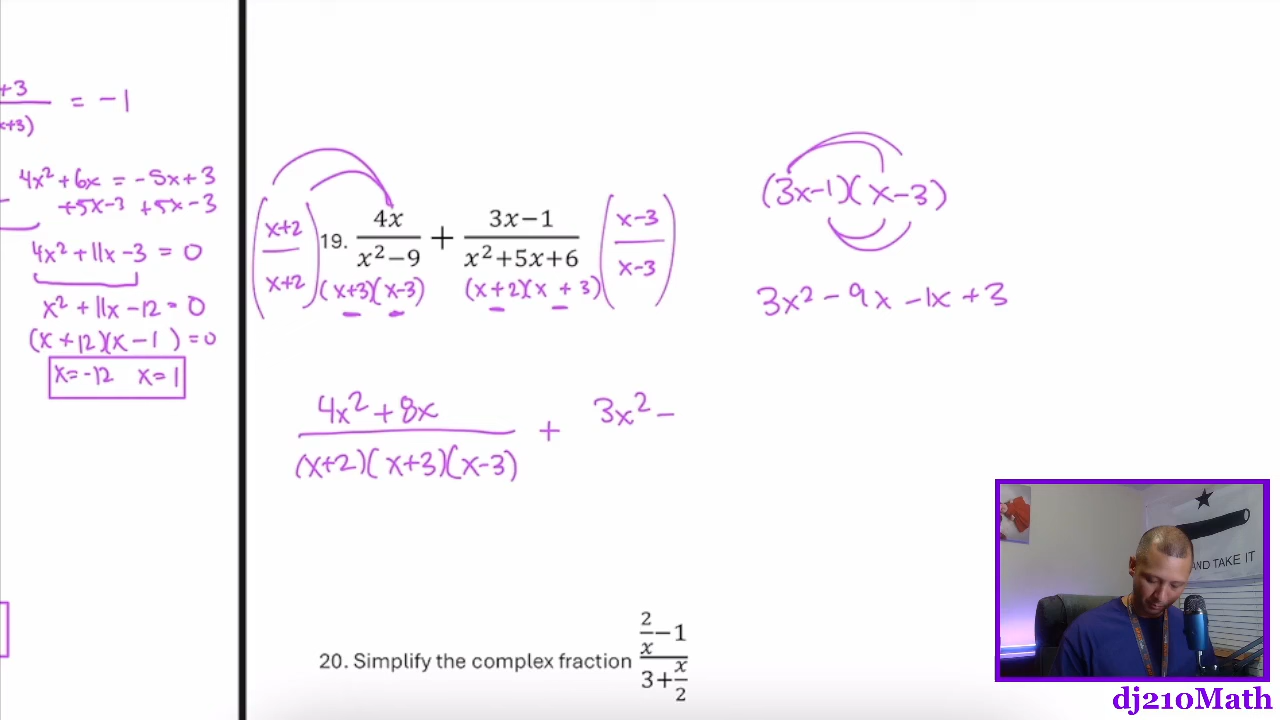 +3
x+3)
= -1
4x² + 6x = -5x + 3
+5x -3 +5x - 3
4x² + 11x - 3 = 0
x² + 11x - 12 = 0
(x + 12)(x - 1) = 0
x = -12 x = 1
(x+2 / x+2) 19. 4x / x²−9 + 3x−1 / x²+5x+6 (x-3 / x-3)
(x+3)(x-3) (x+2)(x + 3)
4x² + 8x / (x+2)(x+3)(x-3) + 3x² -
(3x-1)(x-3)
3x² - 9x - 1x + 3
20. Simplify the complex fraction (2/x −1) / (3+ x/2)
AND TAKE IT
dj210Math